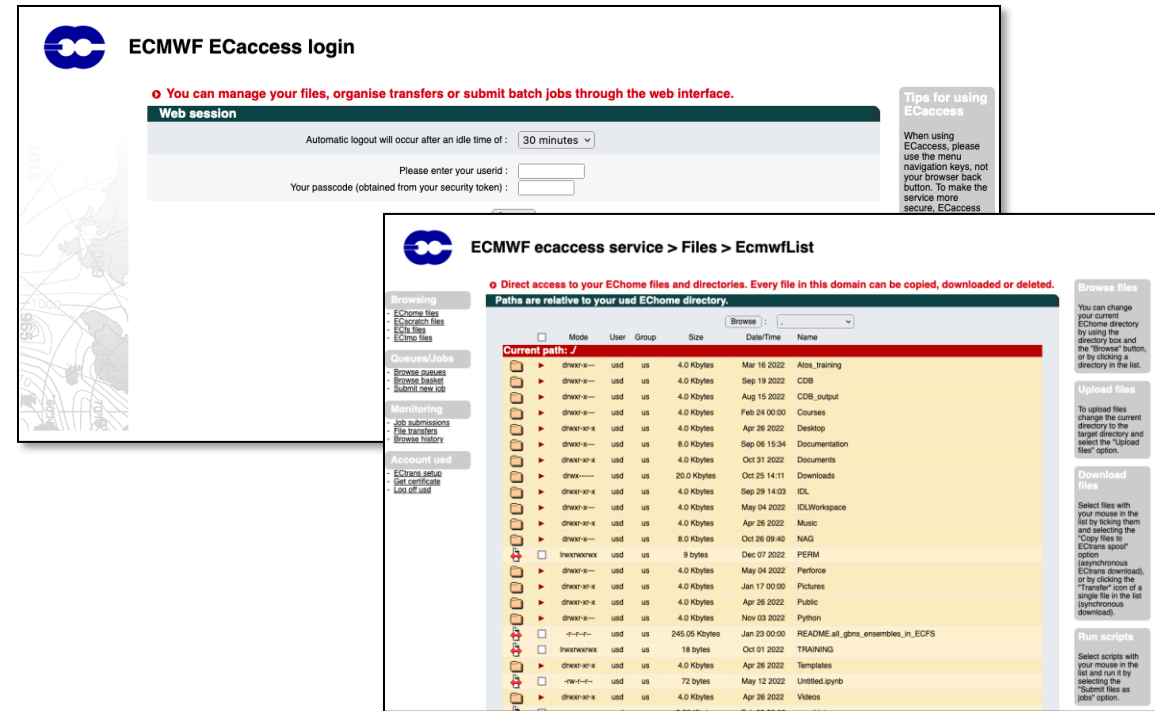 ECMWF ECaccess login
You can manage your files, organise transfers or submit batch jobs through the web interface.
Web session
Automatic logout will occur after an idle time of :
30 minutes
Please enter your userid :
Your passcode (obtained from your security token) :
Tips for using
ECaccess
When using
ECaccess, please
use the menu
navigation keys, not
your browser back
button. To make the
service more
secure, ECaccess
ECMWF ecaccess service > Files > EcmwfList
Direct access to your EChome files and directories. Every file in this domain can be copied, downloaded or deleted.
Paths are relative to your usd EChome directory.
Browsing
- EChome files
- ECscratch files
- ECfs files
- ECtmp files
Queues/Jobs
- Browse queues
- Browse basket
- Submit new job
Monitoring
- Job submissions
- File transfers
- Browse history
Account usd
- ECtrans setup
- Get certificate
- Log off usd
Browse : .
Mode User Group Size Date/Time Name
Current path: ./
drwxr-x--- usd us 4.0 Kbytes Mar 16 2022 Atos_training
drwxr-x--- usd us 4.0 Kbytes Sep 19 2022 CDB
drwxr-x--- usd us 4.0 Kbytes Aug 15 2022 CDB_output
drwxr-x--- usd us 4.0 Kbytes Feb 24 00:00 Courses
drwxr-xr-x usd us 4.0 Kbytes Apr 26 2022 Desktop
drwxr-x--- usd us 8.0 Kbytes Sep 06 15:34 Documentation
drwxr-xr-x usd us 4.0 Kbytes Oct 31 2022 Documents
drwx------ usd us 20.0 Kbytes Oct 25 14:11 Downloads
drwxr-xr-x usd us 4.0 Kbytes Sep 29 14:03 IDL
drwxr-x--- usd us 4.0 Kbytes May 04 2022 IDLWorkspace
drwxr-xr-x usd us 4.0 Kbytes Apr 26 2022 Music
drwxr-x--- usd us 8.0 Kbytes Oct 26 09:40 NAG
lrwxrwxrwx usd us 9 bytes Dec 07 2022 PERM
drwxr-x--- usd us 4.0 Kbytes May 04 2022 Perforce
drwxr-xr-x usd us 4.0 Kbytes Jan 17 00:00 Pictures
drwxr-xr-x usd us 4.0 Kbytes Apr 26 2022 Public
drwxr-x--- usd us 4.0 Kbytes Nov 03 2022 Python
-r--r--r-- usd us 245.05 Kbytes Jan 23 00:00 README.all_gbns_ensembles_in_ECFS
lrwxrwxrwx usd us 18 bytes Oct 01 2022 TRAINING
drwxr-xr-x usd us 4.0 Kbytes Apr 26 2022 Templates
-rw-r--r-- usd us 72 bytes May 12 2022 Untitled.ipynb
drwxr-xr-x usd us 4.0 Kbytes Apr 26 2022 Videos
Browse files
You can change
your current
EChome directory
by using the
directory box and
the "Browse" button,
or by clicking a
directory in the list.
Upload files
To upload files
change the current
directory to the
target directory and
select the "Upload
files" option.
Download
files
Select files with
your mouse in the
list by ticking them
and selecting the
"Copy files to
ECtrans spool"
option
(asynchronous
ECtrans download),
or by clicking the
"Transfer" icon of a
single file in the list
(synchronous
download).
Run scripts
Select scripts with
your mouse in the
list and run it by
selecting the
"Submit files as
jobs" option.